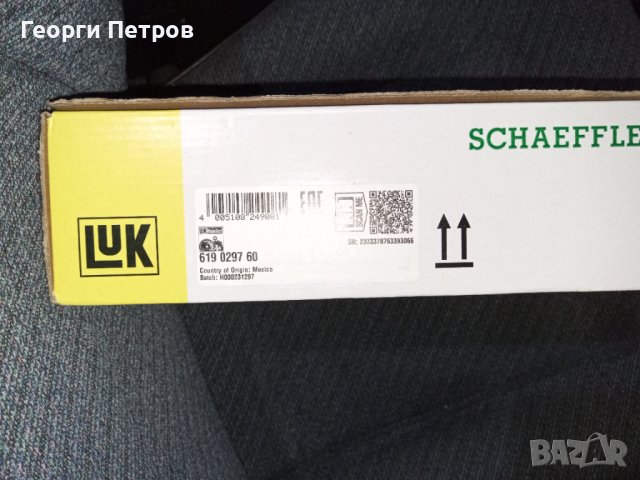 Георги Петров
SCHAEFFLE
LUK
4 005108 249081
EAC
SCAN ME
SN: 2333378763393066
619 0297 60
Country of Origin: Mexico
Batch: H000231297
BAZAR